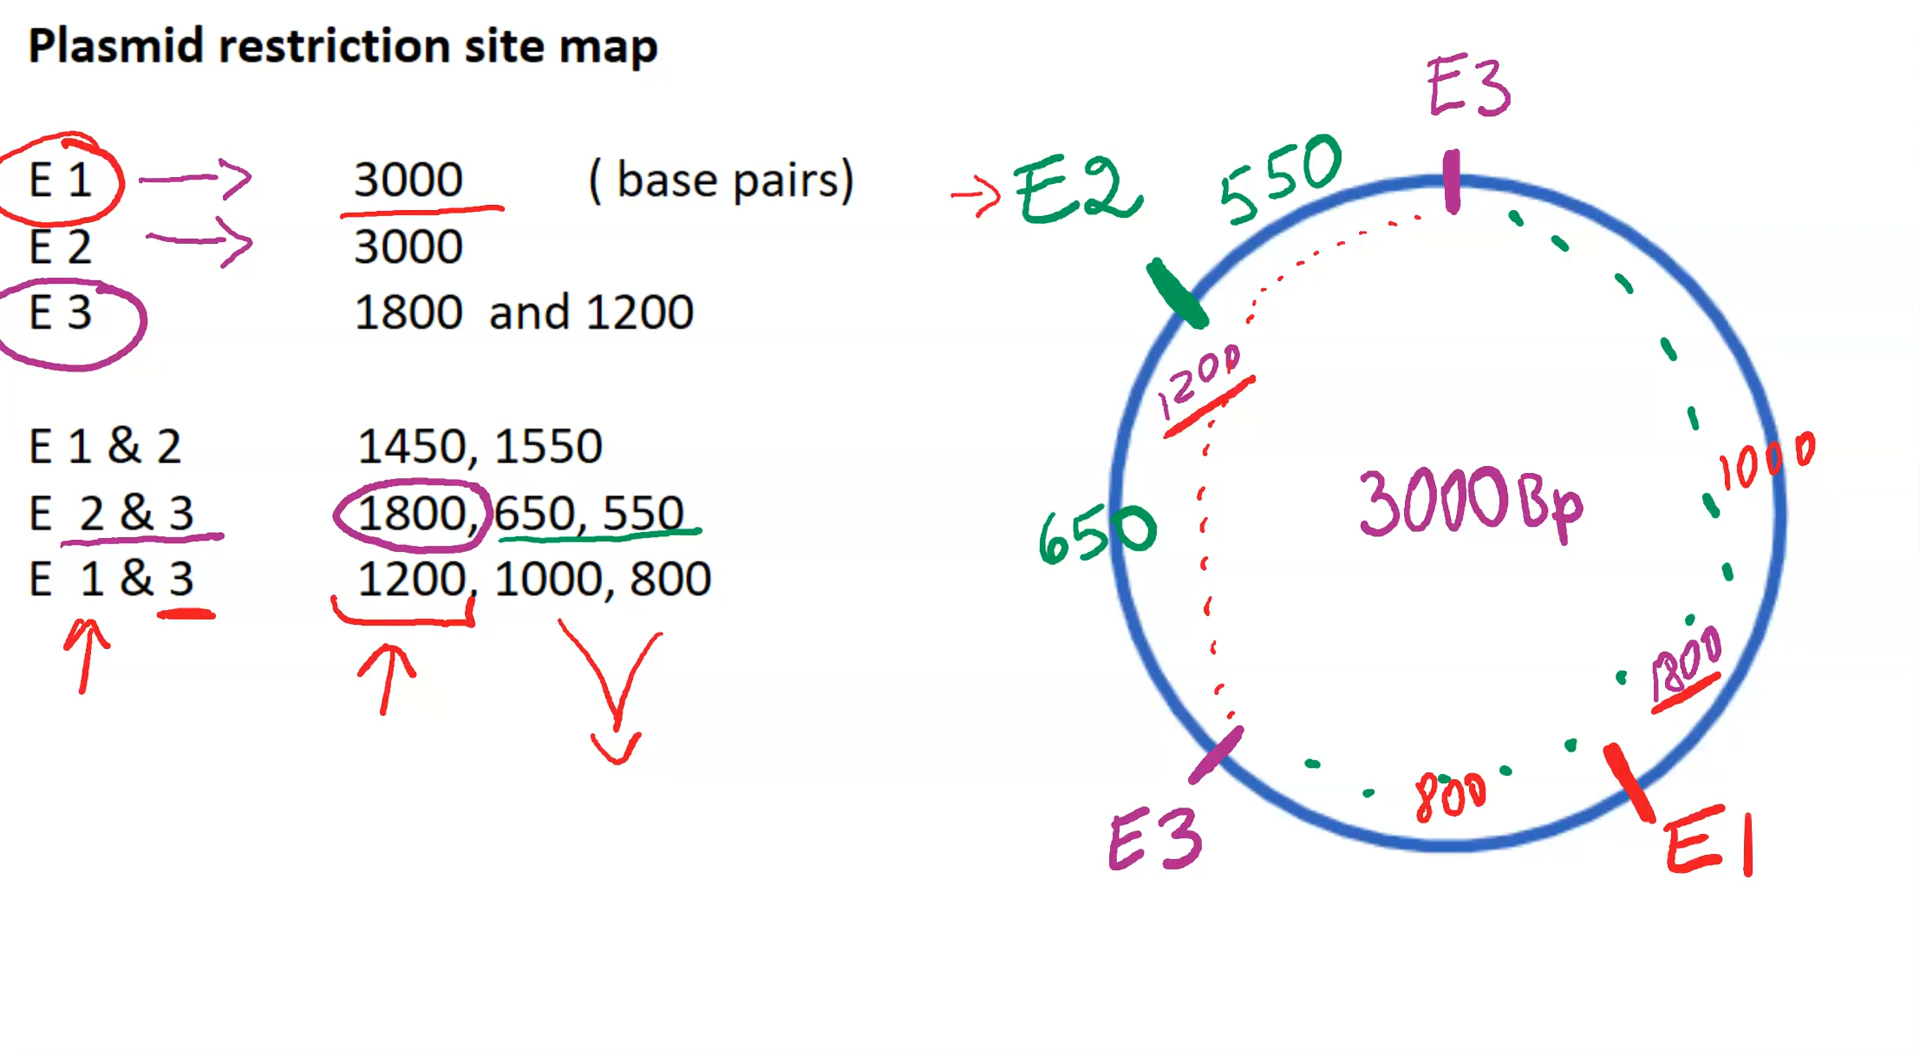 Plasmid restriction site map
E 1 → 3000 ( base pairs)
E 2 → 3000
E 3 1800 and 1200
E 1 & 2 1450, 1550
E 2 & 3 1800, 650, 550
E 1 & 3 1200, 1000, 800
E3
→ E2
550
1200
1000
3000Bp
650
1800
800
E3
E1